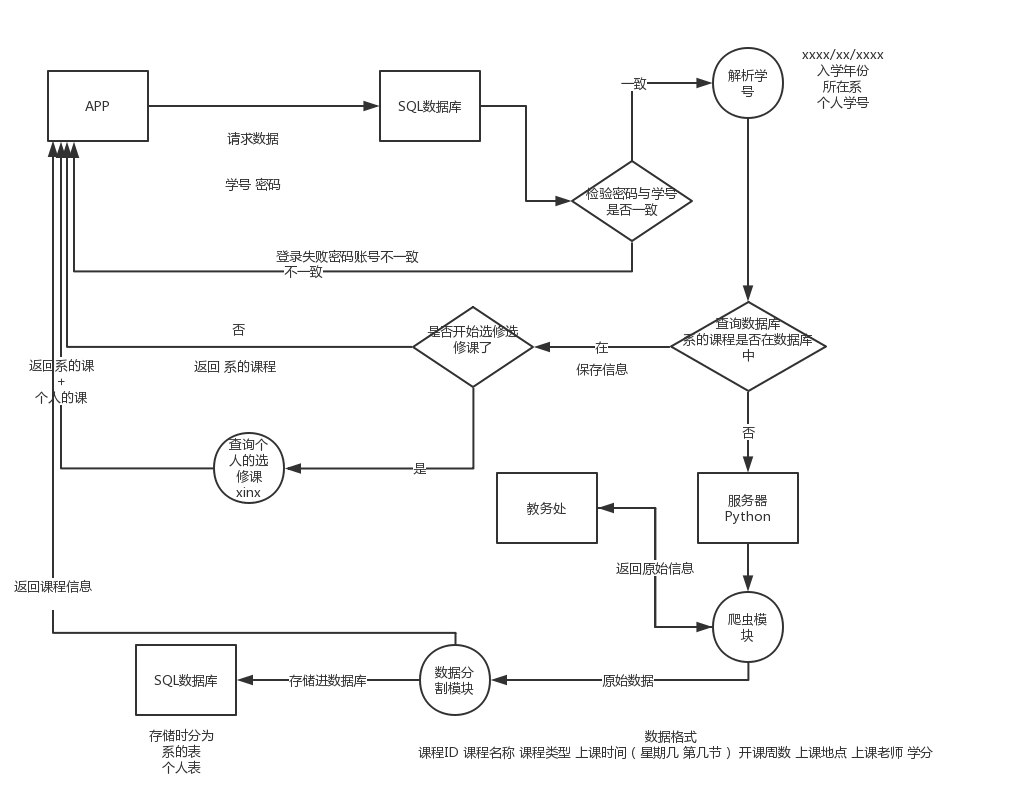 xxxx/xx/xxxx
入学年份
所在系
个人学号
解析学
号
一致
APP
SQL数据库
请求数据
学号 密码
检验密码与学号
是否一致
登录失败密码账号不一致
不一致
查询数据库
系的课程是否在数据库
中
否
是否开始选修选
修课了
在
保存信息
返回 系的课程
返回系的课
+
个人的课
否
查询个
人的选
修课
xinx
是
教务处
服务器
Python
返回原始信息
返回课程信息
爬虫模
块
SQL数据库
存储进数据库
数据分
割模块
原始数据
存储时分为
系的表
个人表
数据格式
课程ID 课程名称 课程类型 上课时间（星期几 第几节） 开课周数 上课地点 上课老师 学分